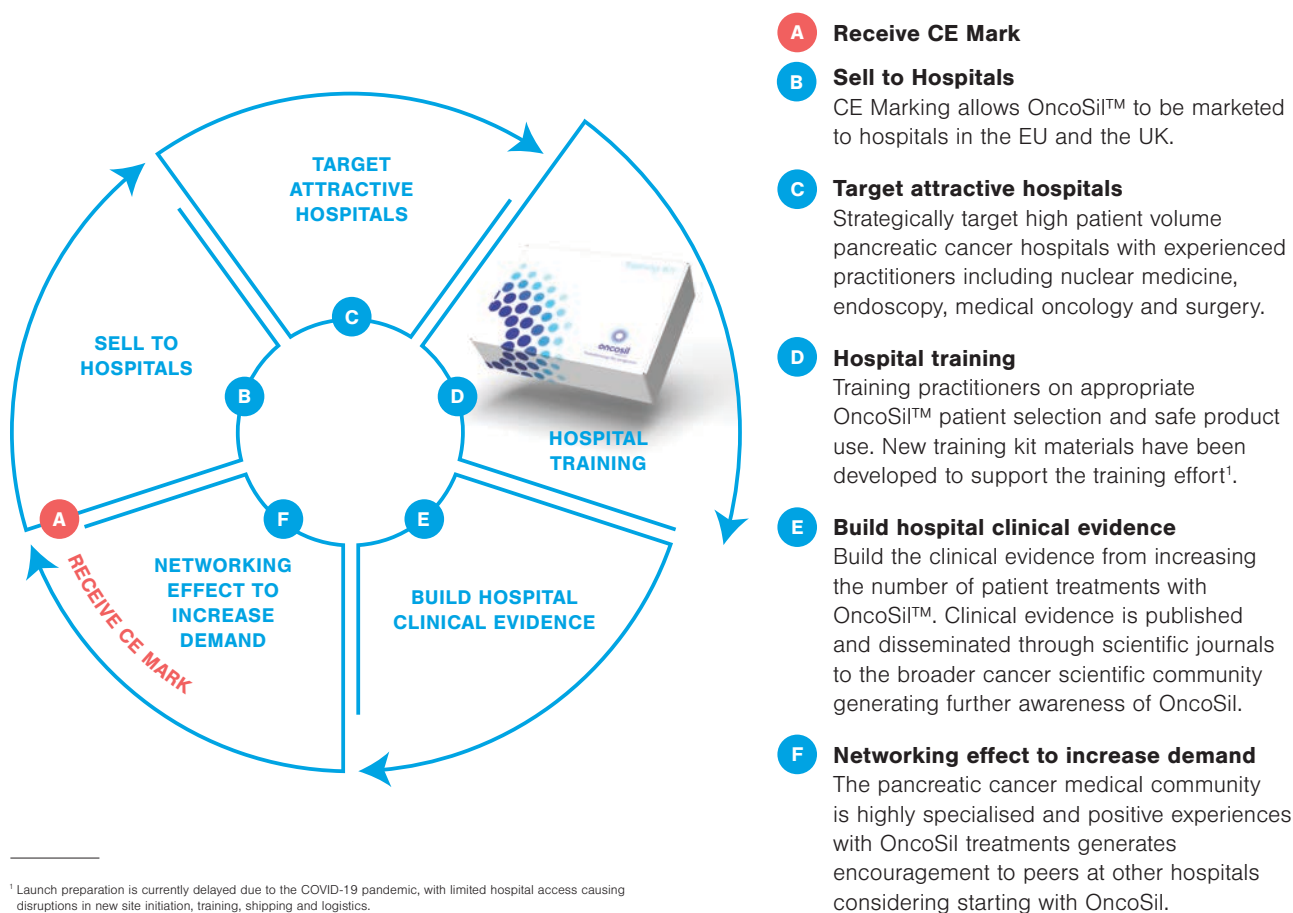 TARGET
ATTRACTIVE
HOSPITALS
C
SELL TO
HOSPITALS
B
oncosil
D
HOSPITAL
TRAINING
A
RECEIVE CE MARK
F
NETWORKING
EFFECT TO
INCREASE
DEMAND
E
BUILD HOSPITAL
CLINICAL EVIDENCE
A Receive CE Mark
B Sell to Hospitals
CE Marking allows OncoSil™ to be marketed
to hospitals in the EU and the UK.
C Target attractive hospitals
Strategically target high patient volume
pancreatic cancer hospitals with experienced
practitioners including nuclear medicine,
endoscopy, medical oncology and surgery.
D Hospital training
Training practitioners on appropriate
OncoSil™ patient selection and safe product
use. New training kit materials have been
developed to support the training effort¹.
E Build hospital clinical evidence
Build the clinical evidence from increasing
the number of patient treatments with
OncoSil™. Clinical evidence is published
and disseminated through scientific journals
to the broader cancer scientific community
generating further awareness of OncoSil.
F Networking effect to increase demand
The pancreatic cancer medical community
is highly specialised and positive experiences
with OncoSil treatments generates
encouragement to peers at other hospitals
considering starting with OncoSil.
¹ Launch preparation is currently delayed due to the COVID-19 pandemic, with limited hospital access causing
disruptions in new site initiation, training, shipping and logistics.